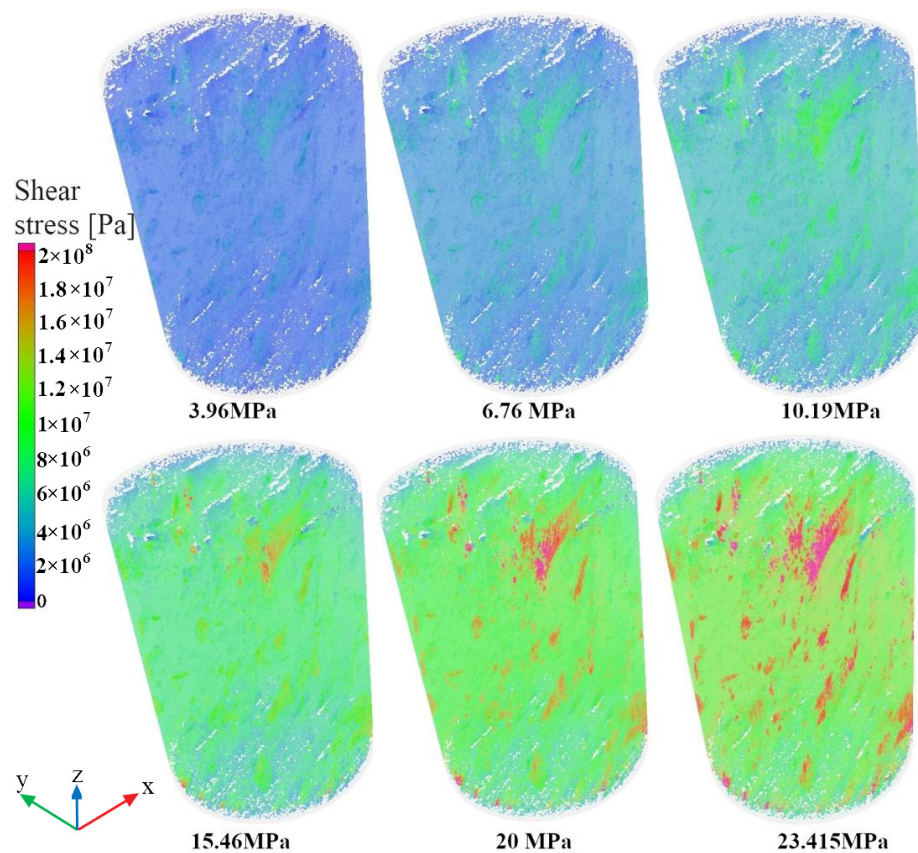 3.96MPa
6.76 MPa
10.19MPa
Shear
stress [Pa]
2×10⁸
1.8×10⁷
1.6×10⁷
1.4×10⁷
1.2×10⁷
1×10⁷
8×10⁶
6×10⁶
4×10⁶
2×10⁶
0
y
z
x
15.46MPa
20 MPa
23.415MPa